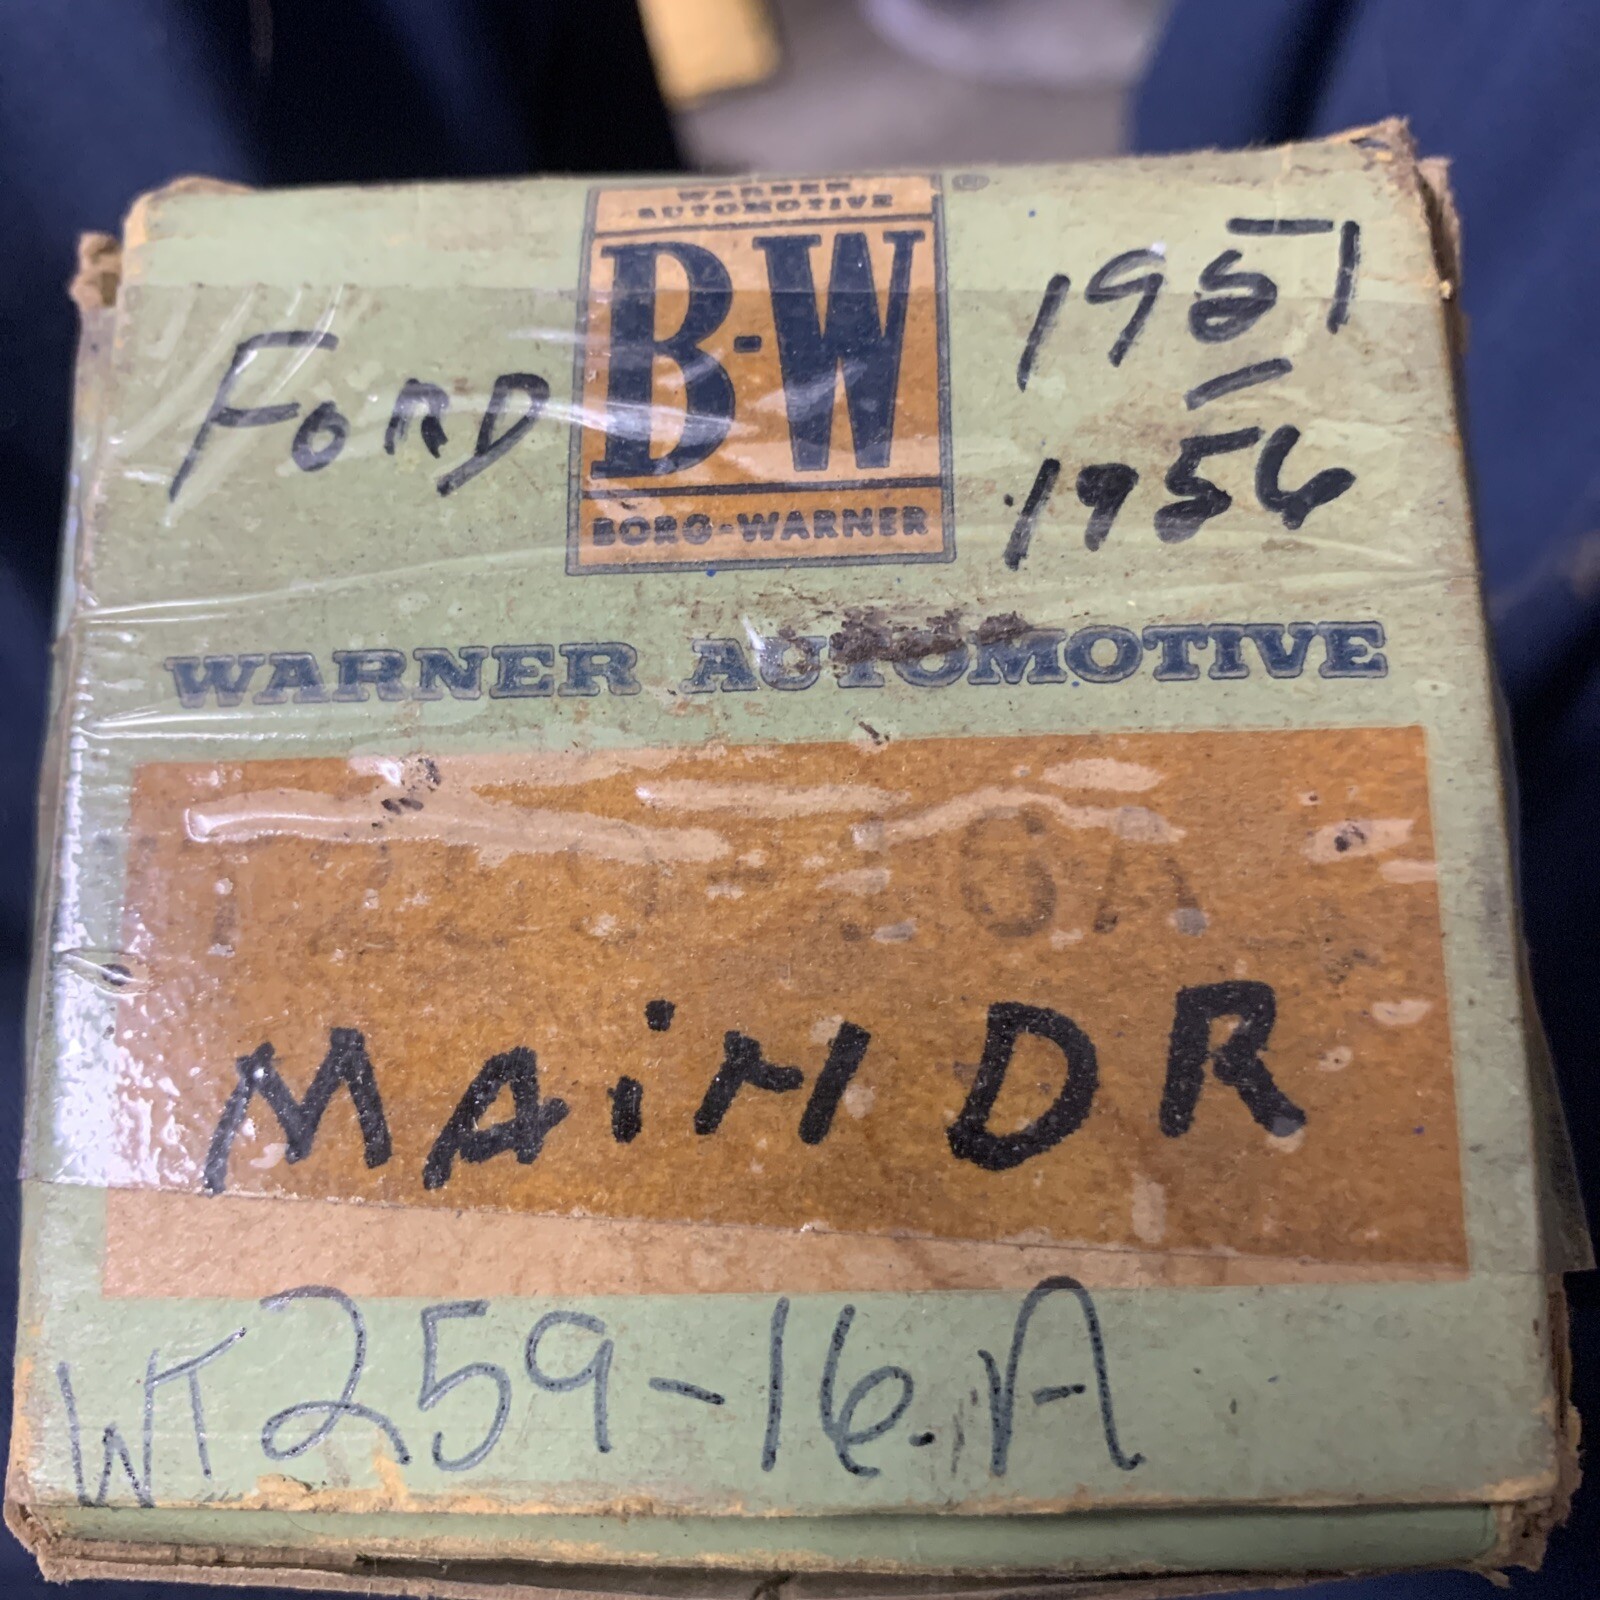 WARNER
AUTOMOTIVE
B-W
BORG-WARNER
®
FORD
1951
–
1956
WARNER AUTOMOTIVE
MAiN DR
WT259-16.A